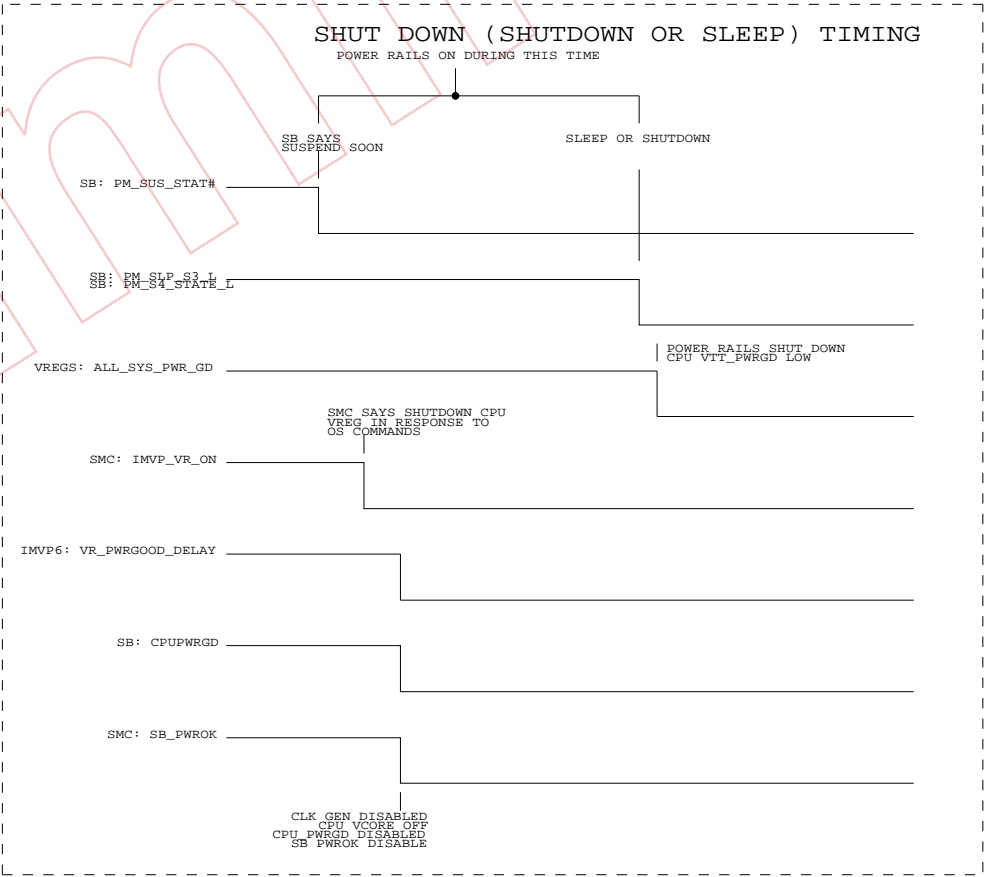 SHUT DOWN (SHUTDOWN OR SLEEP) TIMING
POWER RAILS ON DURING THIS TIME
SB SAYS
SUSPEND SOON
SLEEP OR SHUTDOWN
SB: PM_SUS_STAT#
SB: PM_SLP_S3_L
SB: PM_S4_STATE_L
POWER RAILS SHUT DOWN
CPU VTT_PWRGD LOW
VREGS: ALL_SYS_PWR_GD
SMC SAYS SHUTDOWN CPU
VREG IN RESPONSE TO
OS COMMANDS
SMC: IMVP_VR_ON
IMVP6: VR_PWRGOOD_DELAY
SB: CPUPWRGD
SMC: SB_PWROK
CLK GEN DISABLED
CPU VCORE OFF
CPU_PWRGD DISABLED
SB PWROK DISABLE